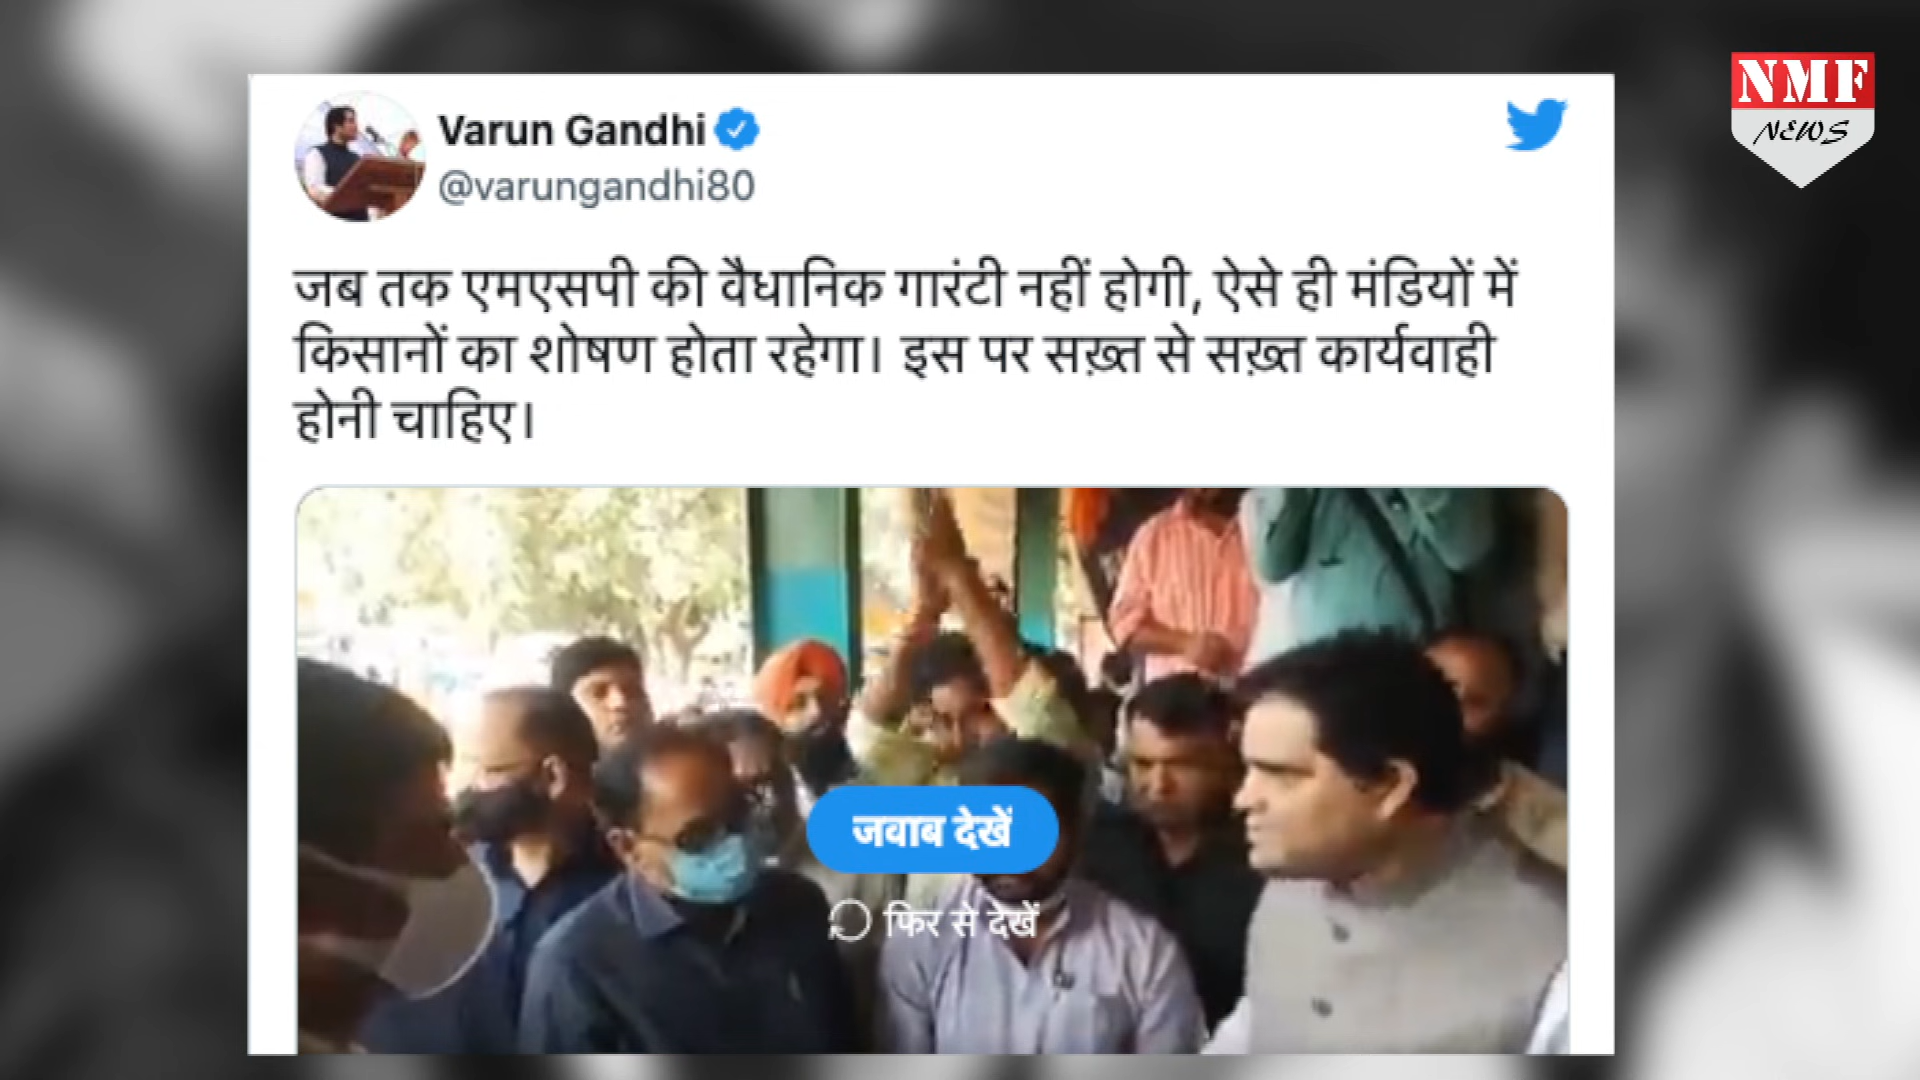 NMF
NEWS
Varun Gandhi
@varungandhi80
जब तक एमएसपी की वैधानिक गारंटी नहीं होगी, ऐसे ही मंडियों में
किसानों का शोषण होता रहेगा। इस पर सख़्त से सख़्त कार्यवाही
होनी चाहिए।
जवाब देखें
फिर से देखें